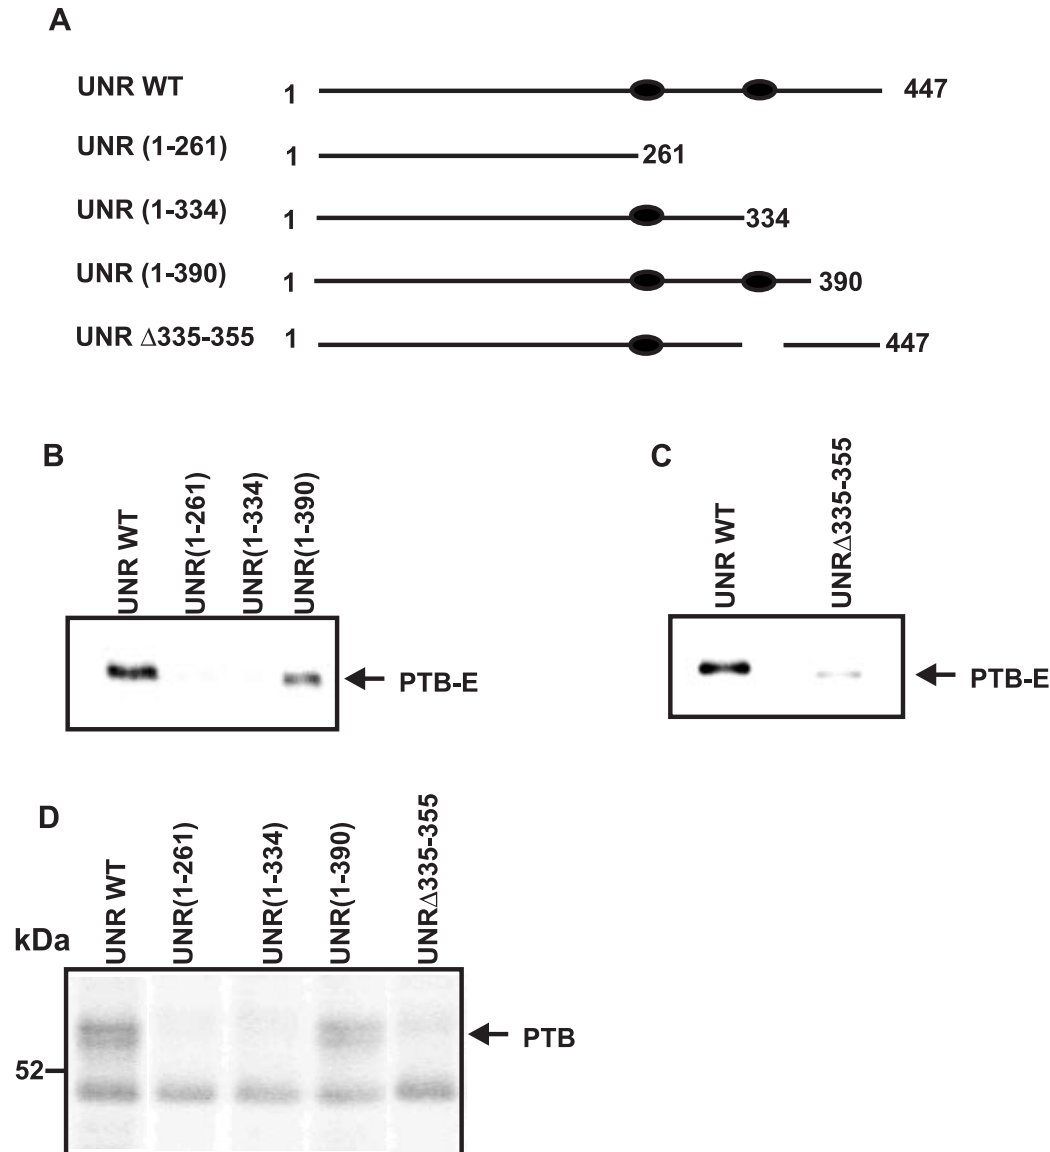 A
UNR WT 1 447
UNR (1-261) 1 261
UNR (1-334) 1 334
UNR (1-390) 1 390
UNR Δ335-355 1 447
B
UNR WT
UNR(1-261)
UNR(1-334)
UNR(1-390)
PTB-E
C
UNR WT
UNRΔ335-355
PTB-E
D
UNR WT
UNR(1-261)
UNR(1-334)
UNR(1-390)
UNRΔ335-355
kDa
PTB
52